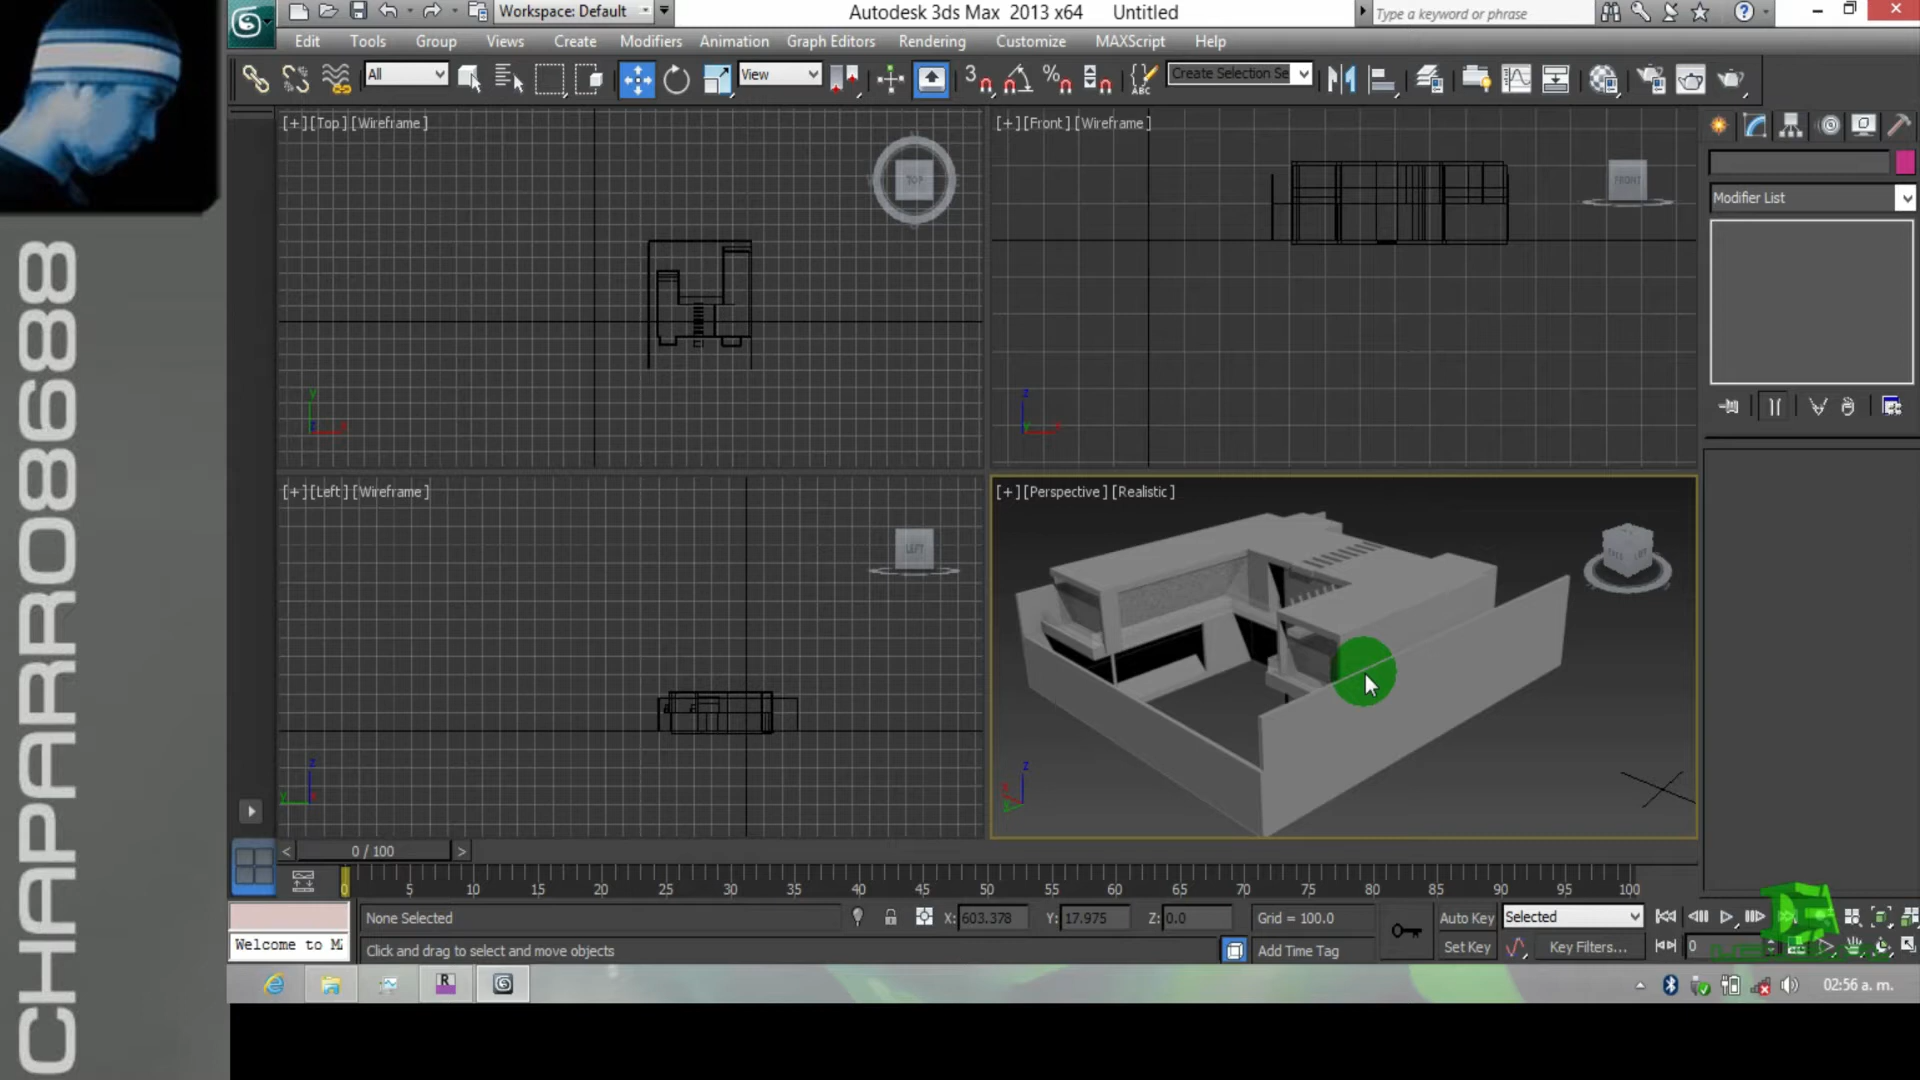 CHAPARRO8688
Workspace: Default
Autodesk 3ds Max 2013 x64 Untitled
Type a keyword or phrase
Edit Tools Group Views Create Modifiers Animation Graph Editors Rendering Customize MAXScript Help
All
View
3
ABC
Create Selection Se
[+][Top][Wireframe]
TOP
[+][Front][Wireframe]
FRONT
Modifier List
y
x
z
x
[+][Left][Wireframe]
LEFT
[+][Perspective][Realistic]
z
y
z
0 / 100
0 5 10 15 20 25 30 35 40 45 50 55 60 65 70 75 80 85 90 95 100
None Selected
X: 603.378 Y: 17.975 Z: 0.0
Grid = 100.0
Auto Key
Selected
Welcome to M
Click and drag to select and move objects
Add Time Tag
Set Key
Key Filters...
0
02:56 a. m.